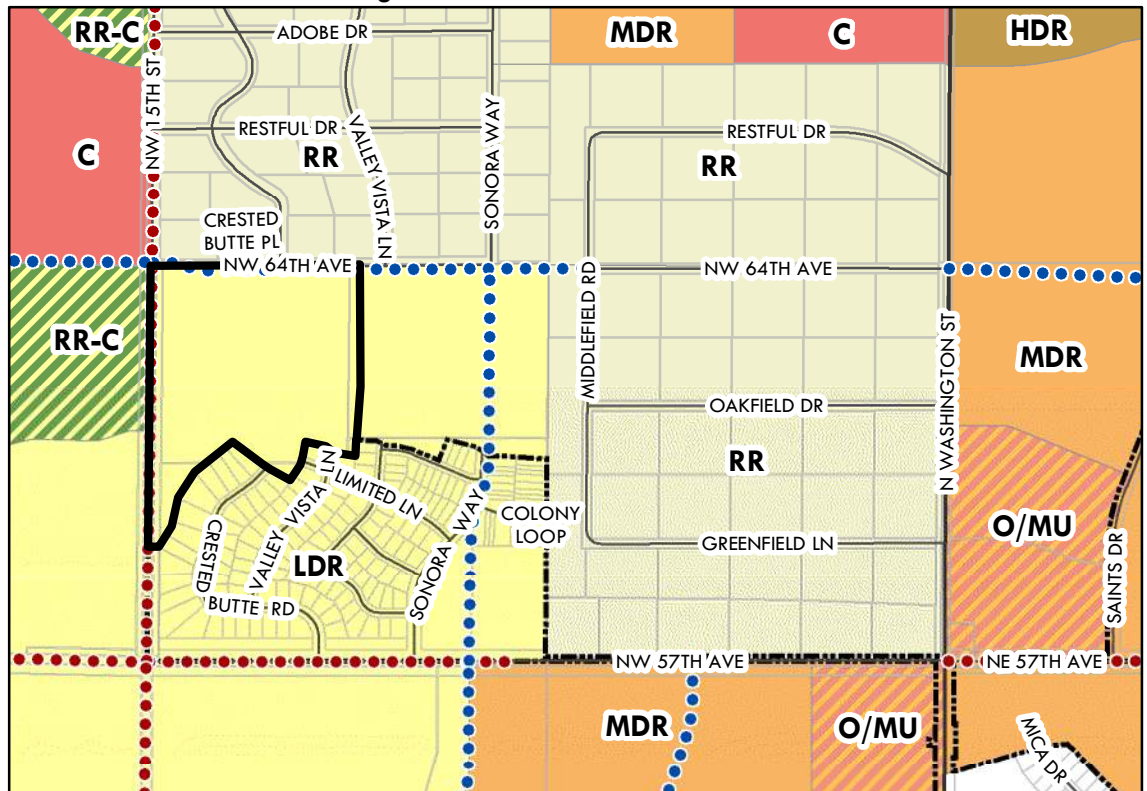 RR-C
ADOBE DR
MDR
C
HDR
NW 15TH ST
C
RESTFUL DR
RR
VALLEY VISTA LN
SONORA WAY
RESTFUL DR
RR
CRESTED
BUTTE PL
NW 64TH AVE
NW 64TH AVE
RR-C
MIDDLEFIELD RD
N WASHINGTON ST
MDR
OAKFIELD DR
RR
LIMITED LN
VALLEY VISTA LN
CRESTED
BUTTE RD
LDR
SONORA WAY
COLONY
LOOP
GREENFIELD LN
O/MU
SAINTS DR
NW 57TH AVE
NE 57TH AVE
MDR
O/MU
MICA DR